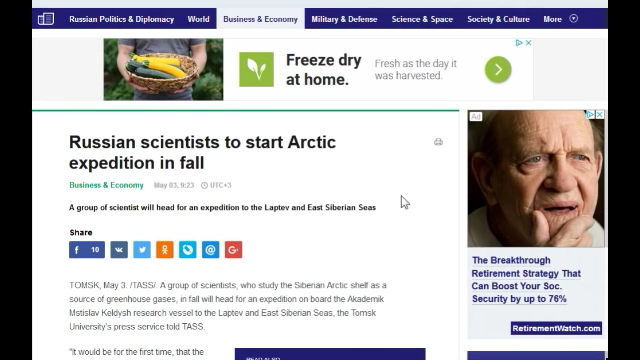 Russian Politics & Diplomacy World Business & Economy Military & Defense Science & Space Society & Culture More
Freeze dry
at home.
Fresh as the day it
was harvested.
Russian scientists to start Arctic
expedition in fall
Business & Economy May 03, 9:23 UTC+3
A group of scientist will head for an expedition to the Laptev and East Siberian Seas
Share
10
TOMSK, May 3. /TASS/. A group of scientists, who study the Siberian Arctic shelf as a
source of greenhouse gases, in fall will head for an expedition on board the Akademik
Mstislav Keldysh research vessel to the Laptev and East Siberian Seas, the Tomsk
University's press service told TASS.
"It would be for the first time, that the
READ ALSO
Ad
The Breakthrough
Retirement Strategy That
Can Boost Your Soc.
Security by up to 76%
RetirementWatch.com